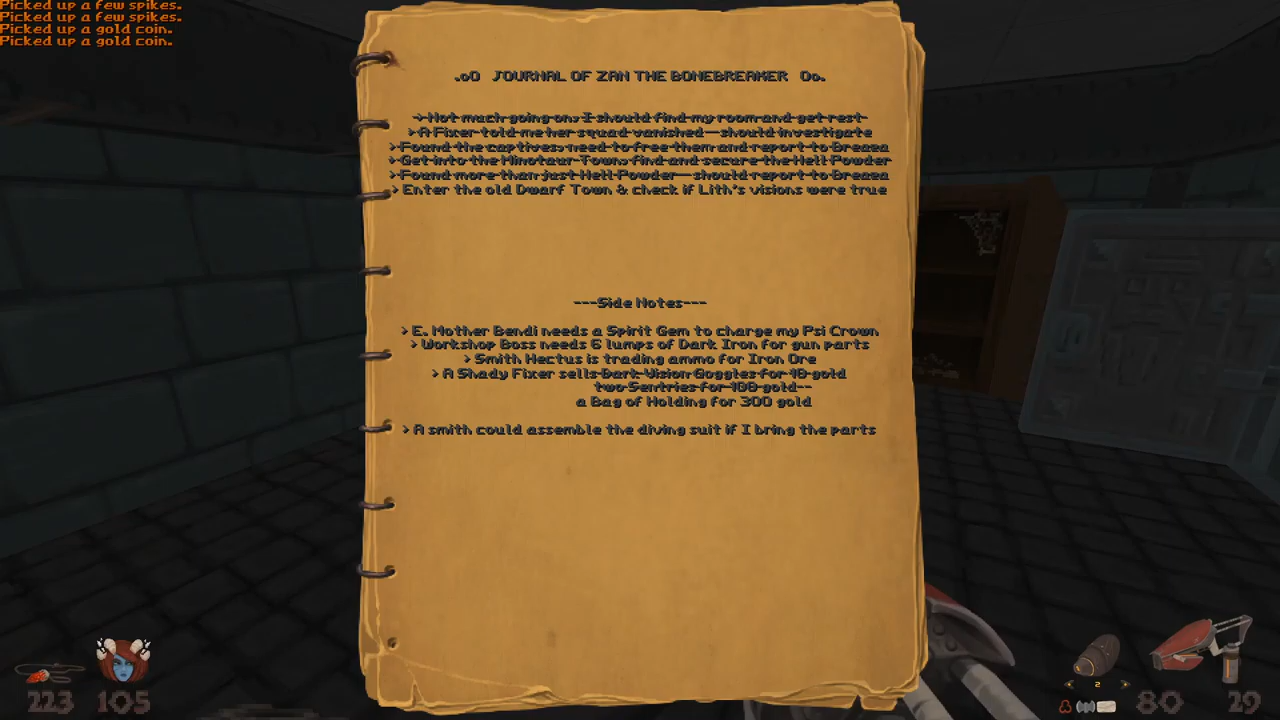 Picked up a few spikes.
Picked up a few spikes.
Picked up a gold coin.
Picked up a gold coin.
.oO JOURNAL OF ZAN THE BONEBREAKER Oo.
> Not much going on, I should find my room and get rest
> A Fixer told me her squad vanished--should investigate
> Found the captives, need to free them and report to Breaea
> Get into the Minotaur Town, find and secure the Hell Powder
> Found more than just Hell Powder--should report to Breaea
> Enter the old Dwarf Town & check if Lith's visions were true
---Side Notes---
> E. Mother Bendi needs a Spirit Gem to charge my Psi Crown
> Workshop Boss needs 6 lumps of Dark Iron for gun parts
> Smith Hectus is trading ammo for Iron Ore
> A Shady Fixer sells Dark Vision Goggles for 10 gold
two Sentries for 100 gold--
a Bag of Holding for 300 gold
> A smith could assemble the diving suit if I bring the parts
223 105
2
80 29